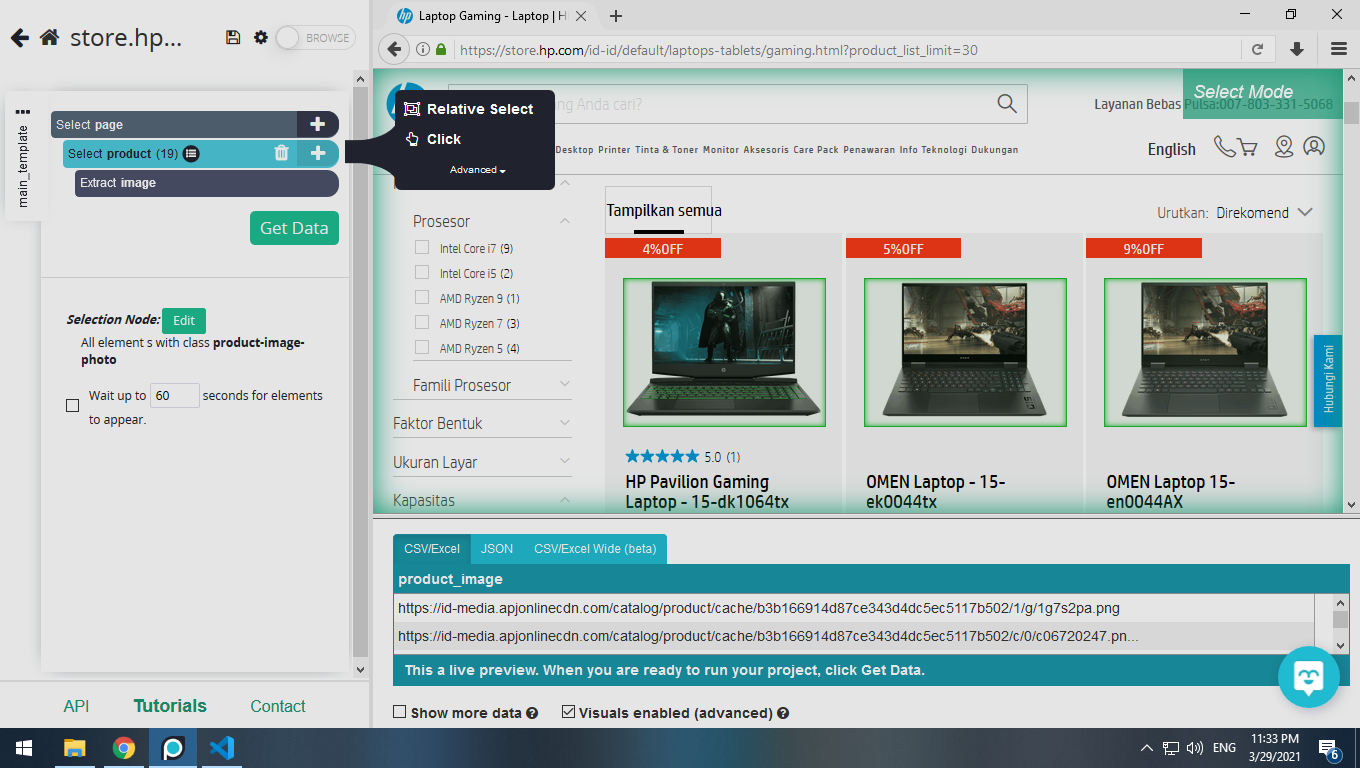 store.hp...
BROWSE
main_template
Select page
Select product (19)
Extract image
Get Data
Selection Node: Edit
All element s with class product-image-
photo
Wait up to 60 seconds for elements
to appear.
API Tutorials Contact
Laptop Gaming - Laptop | H
https://store.hp.com/id-id/default/laptops-tablets/gaming.html?product_list_limit=30
Relative Select
Click
Advanced
ng Anda cari?
Select Mode
Layanan Bebas Pulsa:007-803-331-5068
Desktop Printer Tinta & Toner Monitor Aksesoris Care Pack Penawaran Info Teknologi Dukungan
English
Prosesor
Intel Core i7 (9)
Intel Core i5 (2)
AMD Ryzen 9 (1)
AMD Ryzen 7 (3)
AMD Ryzen 5 (4)
Famili Prosesor
Faktor Bentuk
Ukuran Layar
Kapasitas
Tampilkan semua
Urutkan: Direkomend
4%OFF
5%OFF
9%OFF
5.0 (1)
HP Pavilion Gaming
Laptop - 15-dk1064tx
OMEN Laptop - 15-
ek0044tx
OMEN Laptop 15-
en0044AX
Hubungi Kami
CSV/Excel JSON CSV/Excel Wide (beta)
product_image
https://id-media.apjonlinecdn.com/catalog/product/cache/b3b166914d87ce343d4dc5ec5117b502/1/g/1g7s2pa.png
https://id-media.apjonlinecdn.com/catalog/product/cache/b3b166914d87ce343d4dc5ec5117b502/c/0/c06720247.pn...
This a live preview. When you are ready to run your project, click Get Data.
Show more data Visuals enabled (advanced)
ENG
11:33 PM
3/29/2021
6